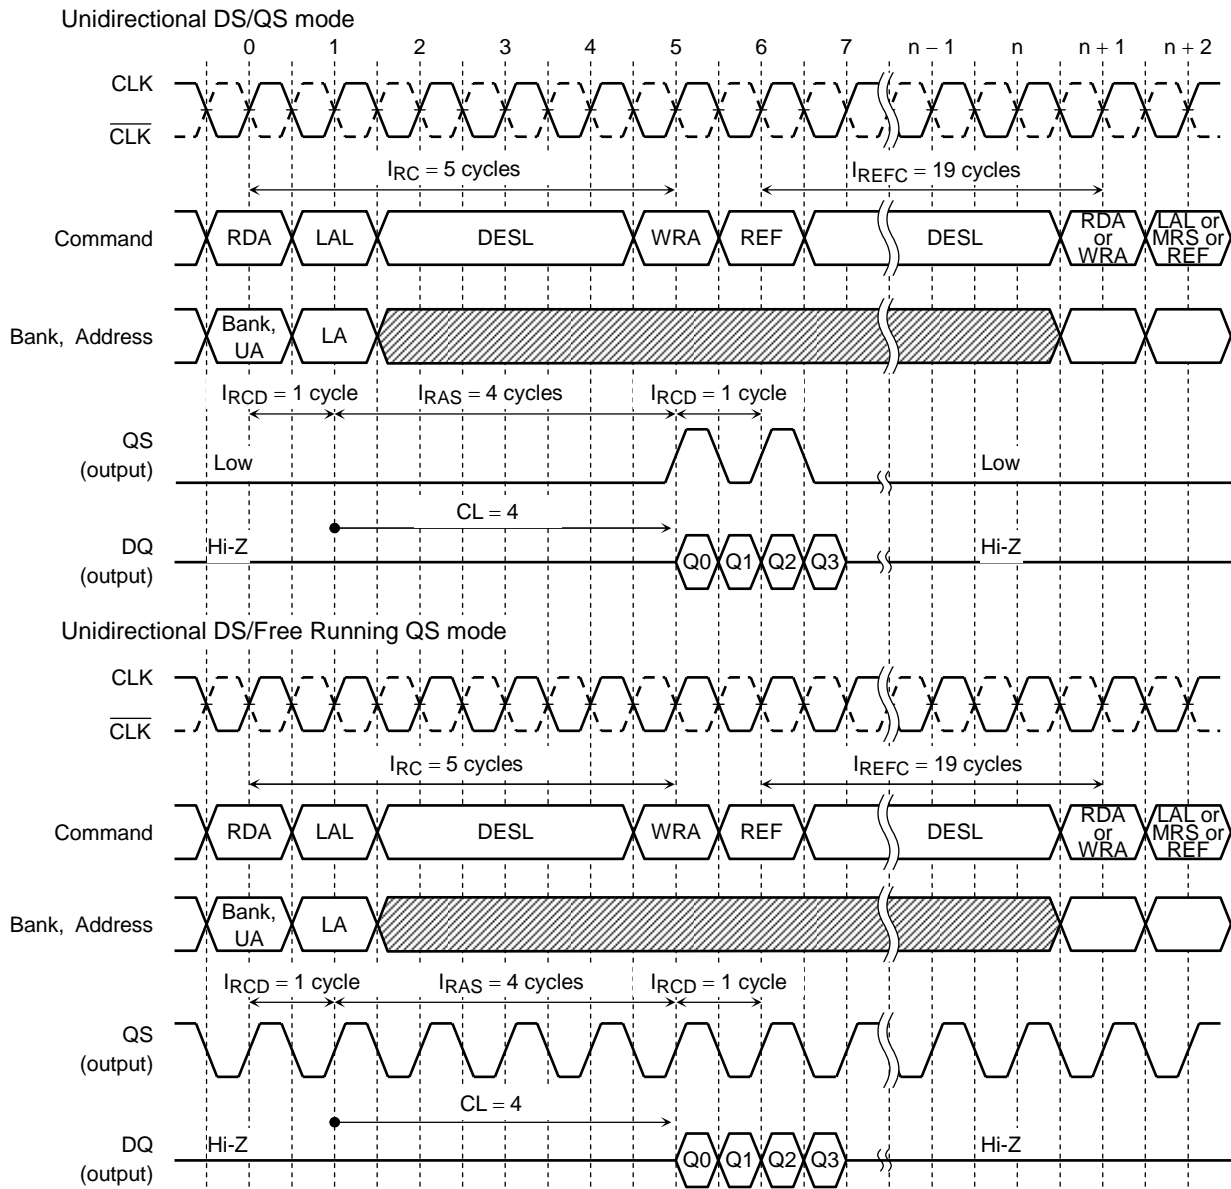 Unidirectional DS/QS mode
0 1 2 3 4 5 6 7 n − 1 n n + 1 n + 2
CLK
CLK
IRC = 5 cycles IREFC = 19 cycles
Command RDA LAL DESL WRA REF DESL RDA or WRA LAL or MRS or REF
Bank, Address Bank, UA LA
IRCD = 1 cycle IRAS = 4 cycles IRCD = 1 cycle
QS (output) Low Low
CL = 4
DQ (output) Hi-Z Q0 Q1 Q2 Q3 Hi-Z
Unidirectional DS/Free Running QS mode
CLK
CLK
IRC = 5 cycles IREFC = 19 cycles
Command RDA LAL DESL WRA REF DESL RDA or WRA LAL or MRS or REF
Bank, Address Bank, UA LA
IRCD = 1 cycle IRAS = 4 cycles IRCD = 1 cycle
QS (output)
CL = 4
DQ (output) Hi-Z Q0 Q1 Q2 Q3 Hi-Z